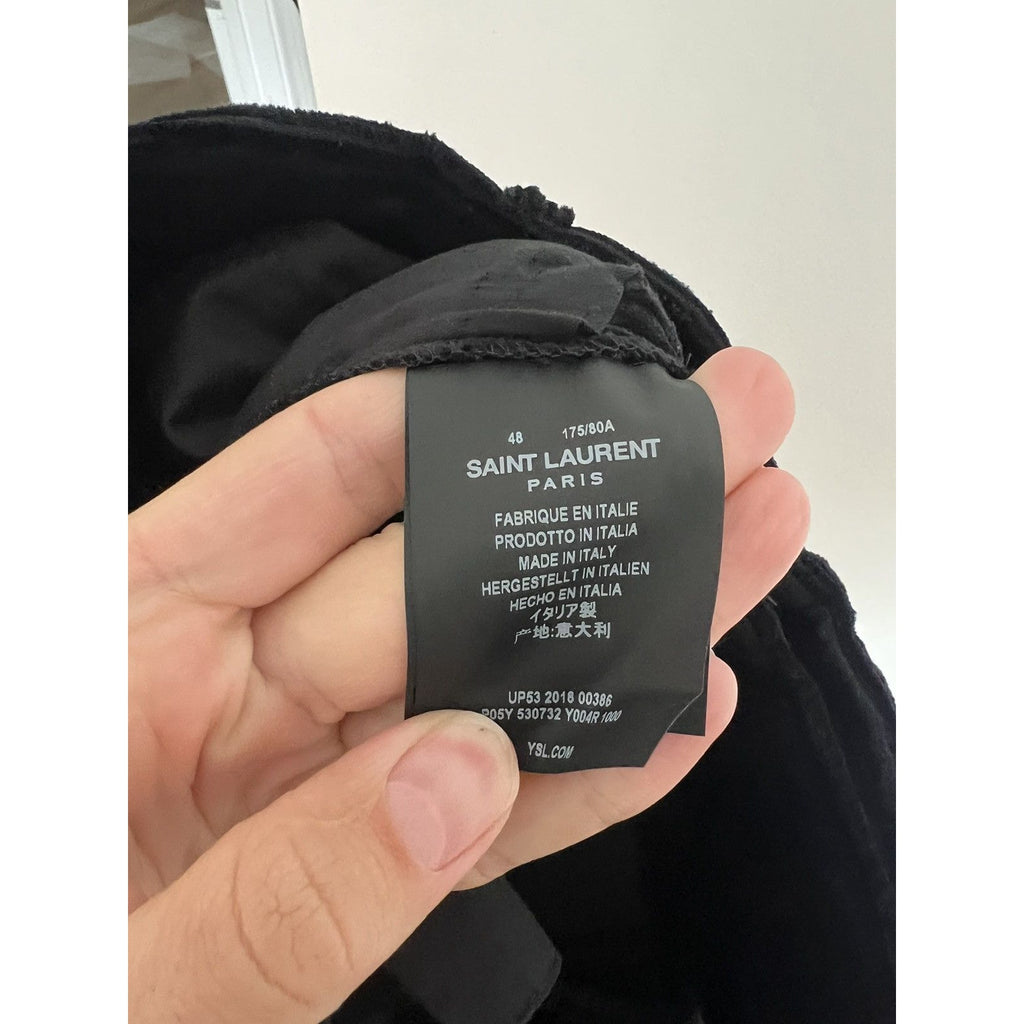 48 175/80A
SAINT LAURENT
PARIS
FABRIQUE EN ITALIE
PRODOTTO IN ITALIA
MADE IN ITALY
HERGESTELLT IN ITALIEN
HECHO EN ITALIA
イタリア製
产地:意大利
UP53 2018 00386
P05Y 530732 Y004R 1000
YSL.COM